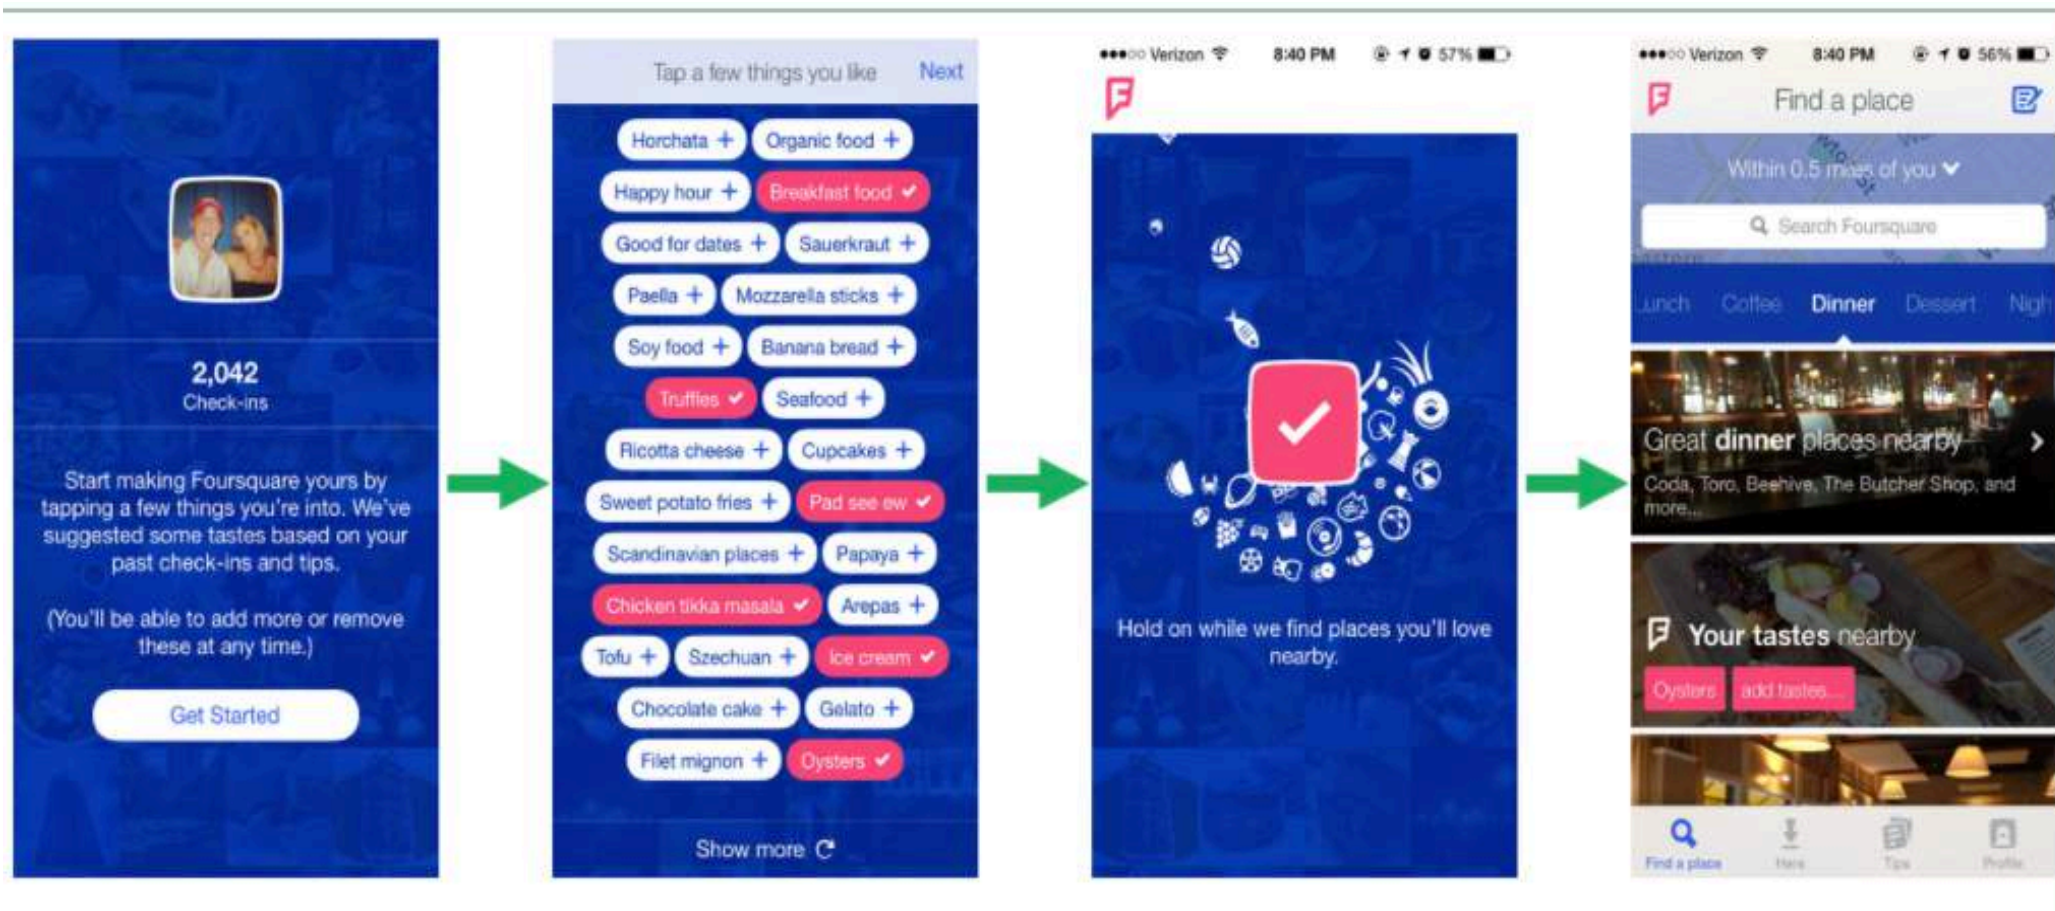 2,042
Check-ins
Start making Foursquare yours by
tapping a few things you're into. We've
suggested some tastes based on your
past check-ins and tips.
(You'll be able to add more or remove
these at any time.)
Get Started
Tap a few things you like Next
Horchata + Organic food +
Happy hour + Breakfast food ✓
Good for dates + Sauerkraut +
Paella + Mozzarella sticks +
Soy food + Banana bread +
Truffles ✓ Seafood +
Ricotta cheese + Cupcakes +
Sweet potato fries + Pad see ew ✓
Scandinavian places + Papaya +
Chicken tikka masala ✓ Arepas +
Tofu + Szechuan + Ice cream ✓
Chocolate cake + Gelato +
Filet mignon + Oysters ✓
Show more
Verizon 8:40 PM 57%
Hold on while we find places you'll love
nearby.
Verizon 8:40 PM 56%
Find a place
Within 0.5 miles of you
Search Foursquare
Lunch Coffee Dinner Dessert Nigh
Great dinner places nearby
Coda, Toro, Beehive, The Butcher Shop, and
more...
Your tastes nearby
Oysters add tastes...
Find a place Here Tips Profile